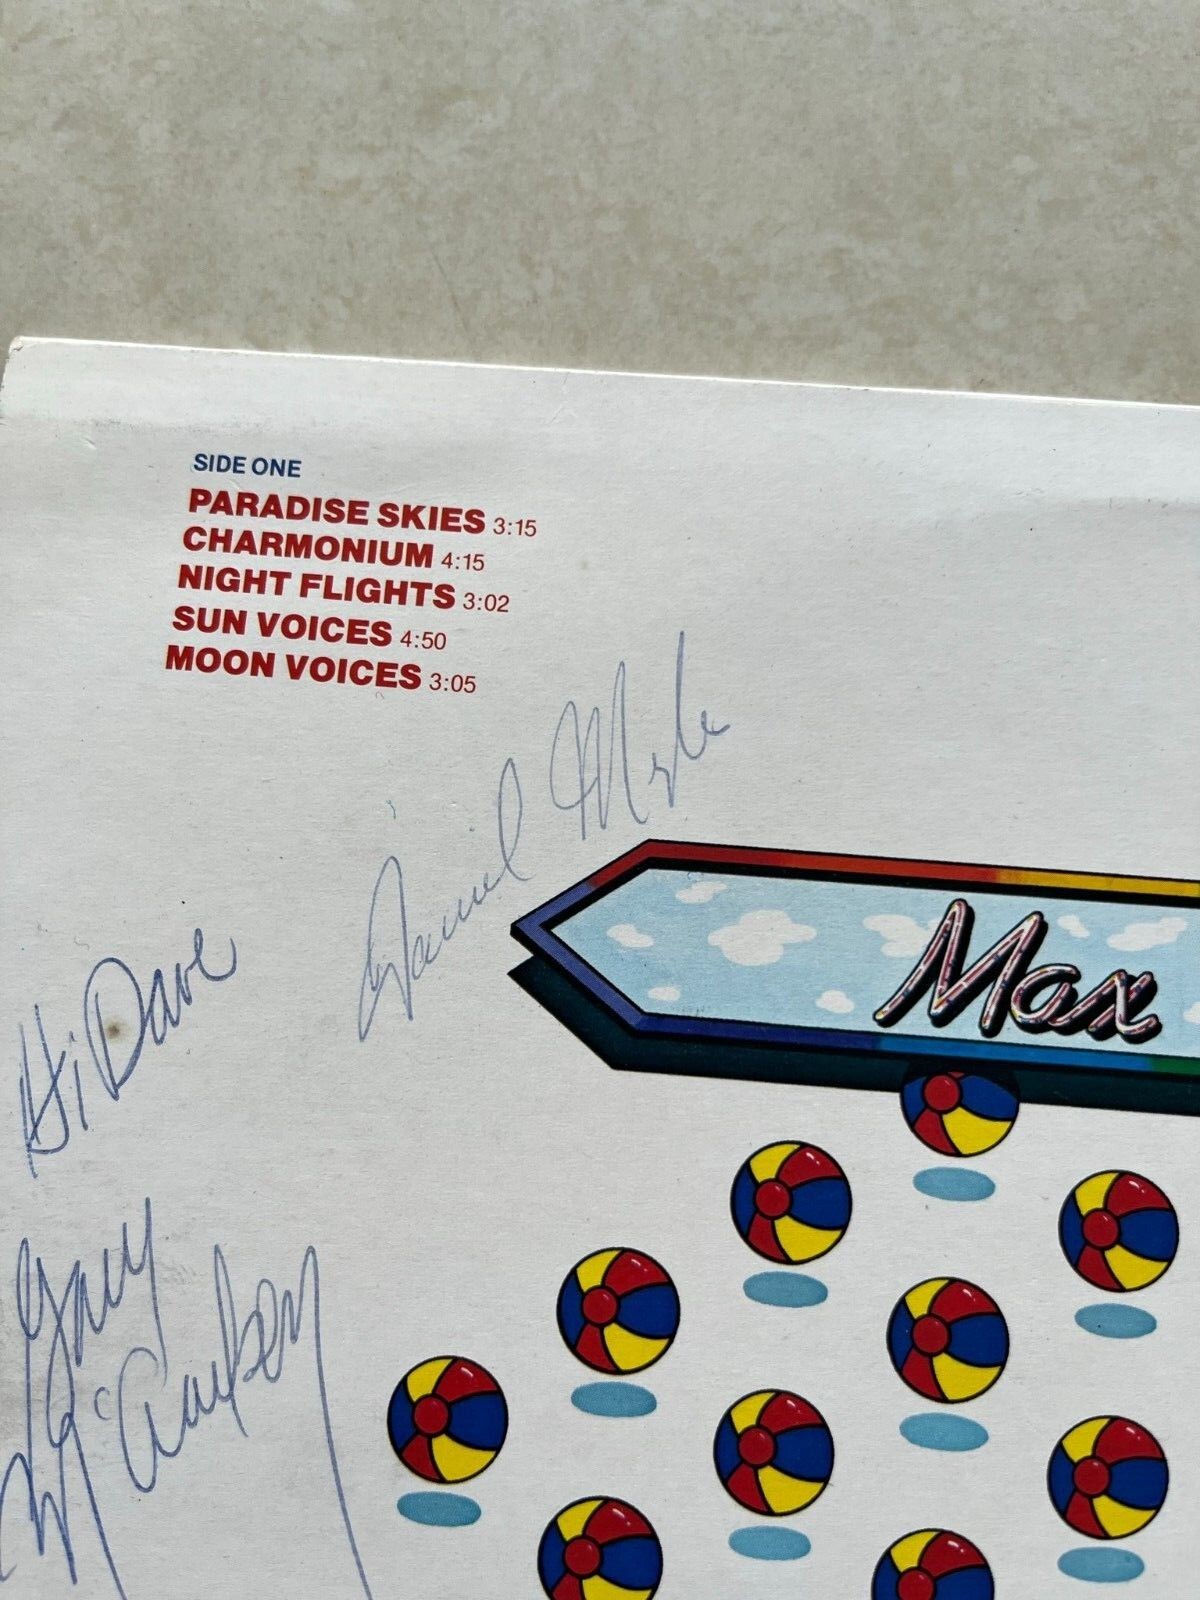 SIDE ONE
PARADISE SKIES 3:15
CHARMONIUM 4:15
NIGHT FLIGHTS 3:02
SUN VOICES 4:50
MOON VOICES 3:05
Max
Hi Dave
Gary